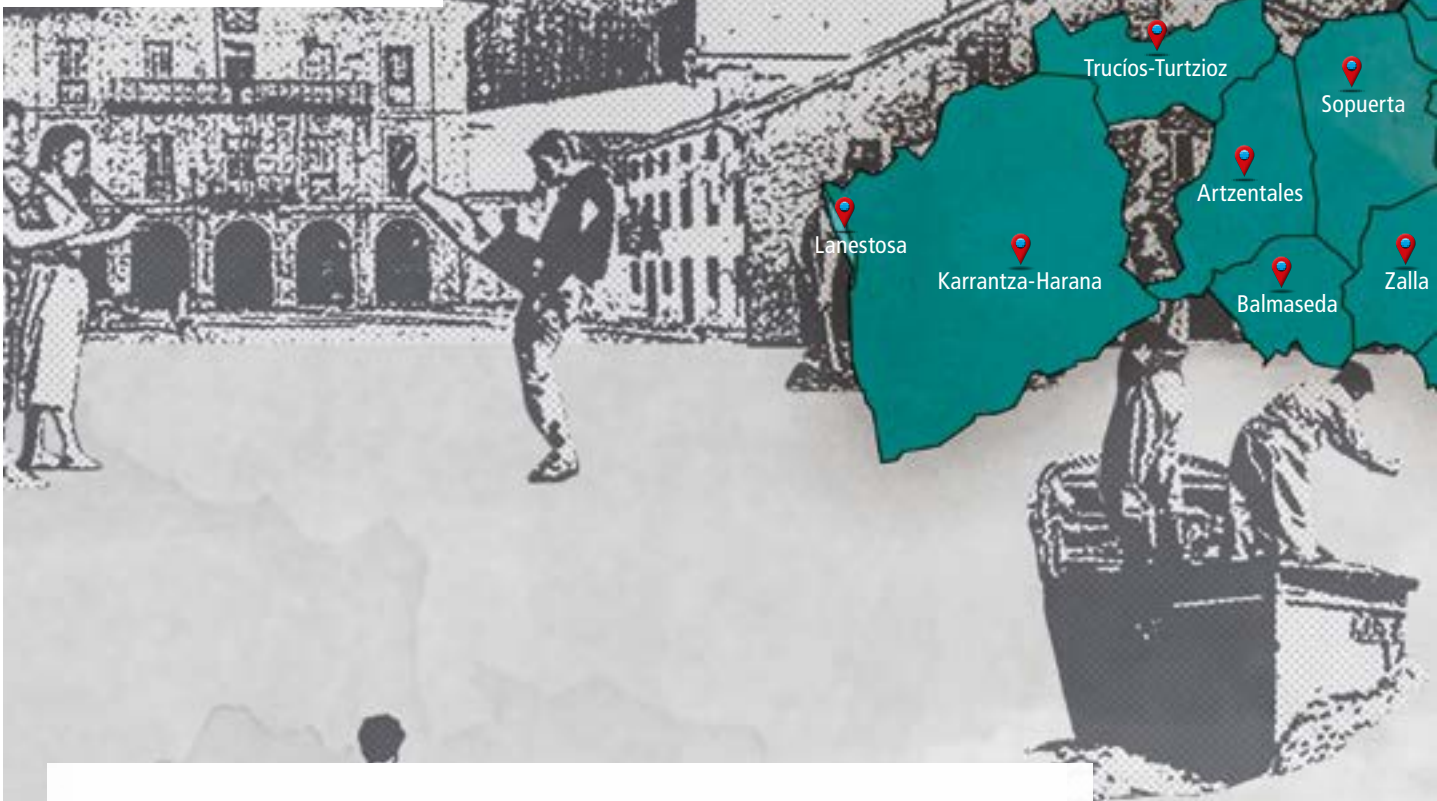 Trucíos-Turtzioz
Sopuerta
Artzentales
Lanestosa
Karrantza-Harana
Zalla
Balmaseda